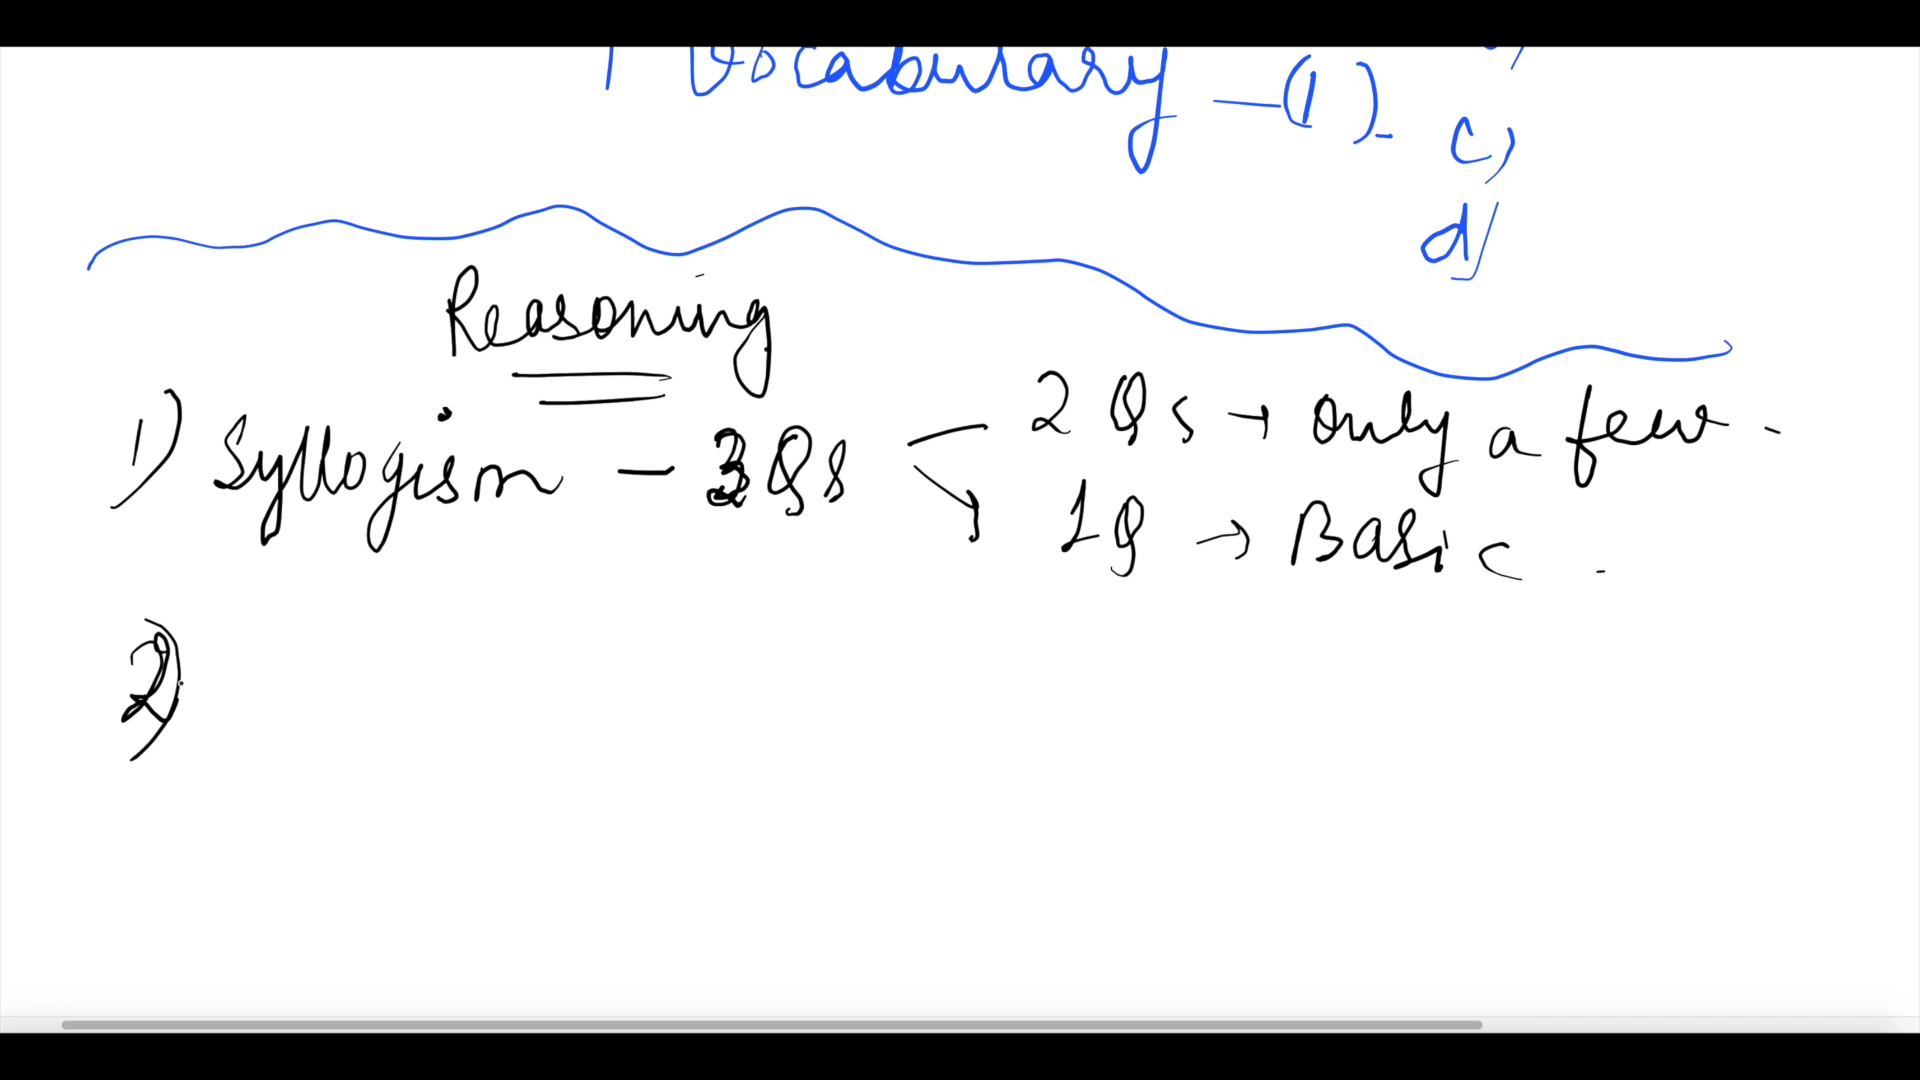 Vocabulary - (1).
c)
d)
Reasoning
1) Syllogism - 3Qs
2 Qs → only a few.
1Q → Basic.
2)